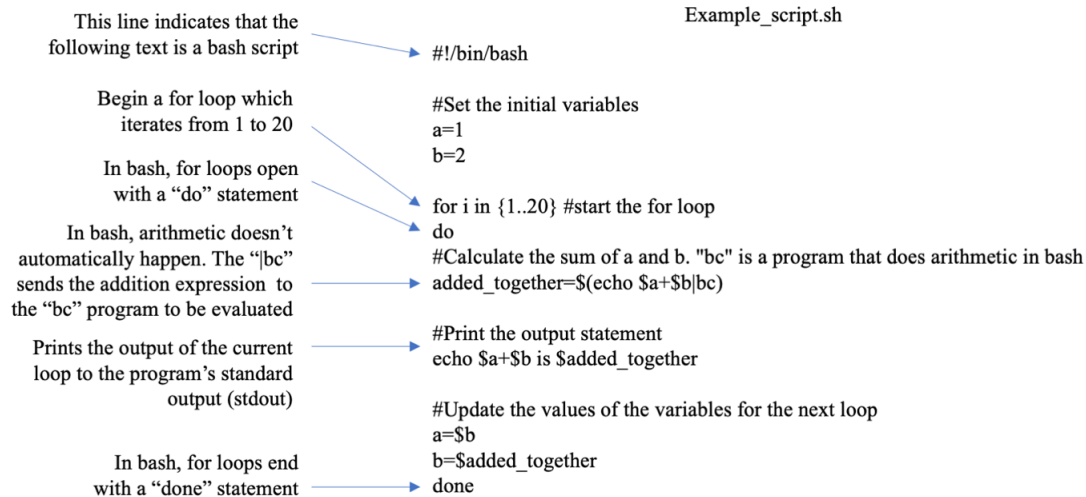 Example_script.sh
This line indicates that the
following text is a bash script
#!/bin/bash
Begin a for loop which
iterates from 1 to 20
#Set the initial variables
a=1
b=2
In bash, for loops open
with a “do” statement
for i in {1..20} #start the for loop
do
In bash, arithmetic doesn’t
automatically happen. The “|bc”
sends the addition expression  to
the “bc” program to be evaluated
#Calculate the sum of a and b. "bc" is a program that does arithmetic in bash
added_together=$(echo $a+$b|bc)
Prints the output of the current
loop to the program’s standard
output (stdout)
#Print the output statement
echo $a+$b is $added_together
#Update the values of the variables for the next loop
a=$b
b=$added_together
In bash, for loops end
with a “done” statement
done